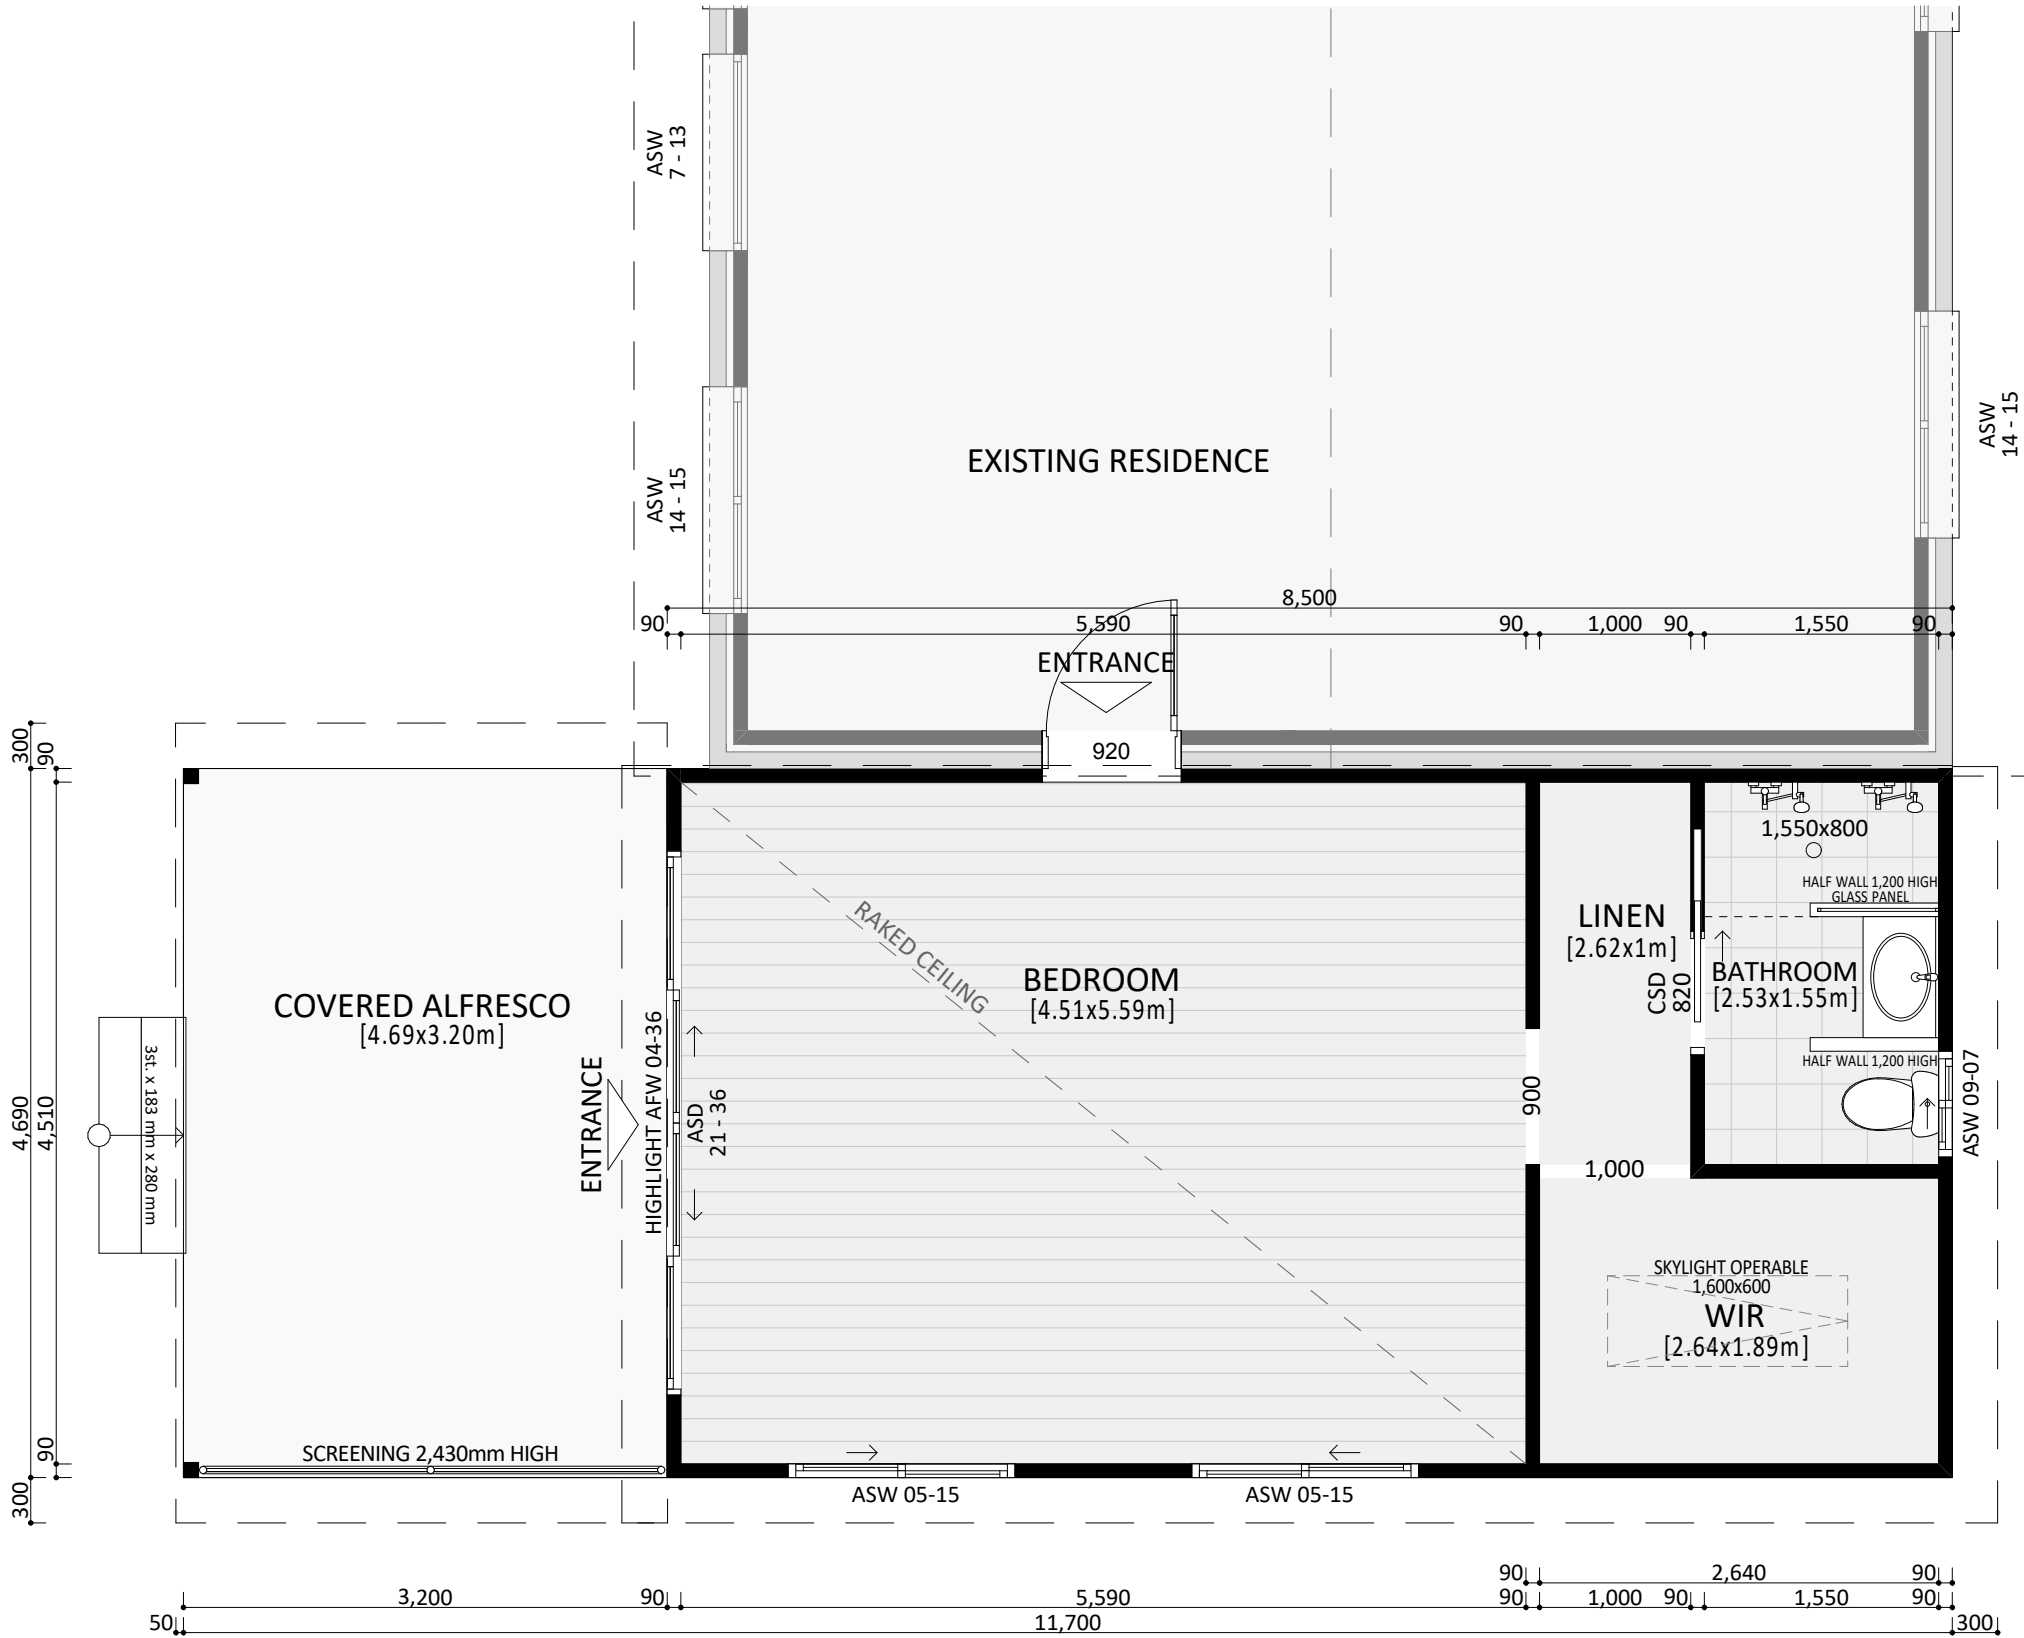 ASW
7 - 13
ASW
14 - 15
ASW
14 - 15
EXISTING RESIDENCE
8,500
90
5,590
90
1,000
90
1,550
90
ENTRANCE
920
300
90
4,690
4,510
90
300
1,550x800
HALF WALL 1,200 HIGH
GLASS PANEL
LINEN
[2.62x1m]
CSD
820
BATHROOM
[2.53x1.55m]
HALF WALL 1,200 HIGH
ASW 09-07
RAKED CEILING
BEDROOM
[4.51x5.59m]
COVERED ALFRESCO
[4.69x3.20m]
3st. x 183 mm x 280 mm
ENTRANCE
HIGHLIGHT AFW 04-36
ASD
21 - 36
900
1,000
SKYLIGHT OPERABLE
1,600x600
WIR
[2.64x1.89m]
SCREENING 2,430mm HIGH
ASW 05-15
ASW 05-15
90
2,640
90
3,200
90
5,590
90
1,000
90
1,550
90
50
11,700
300